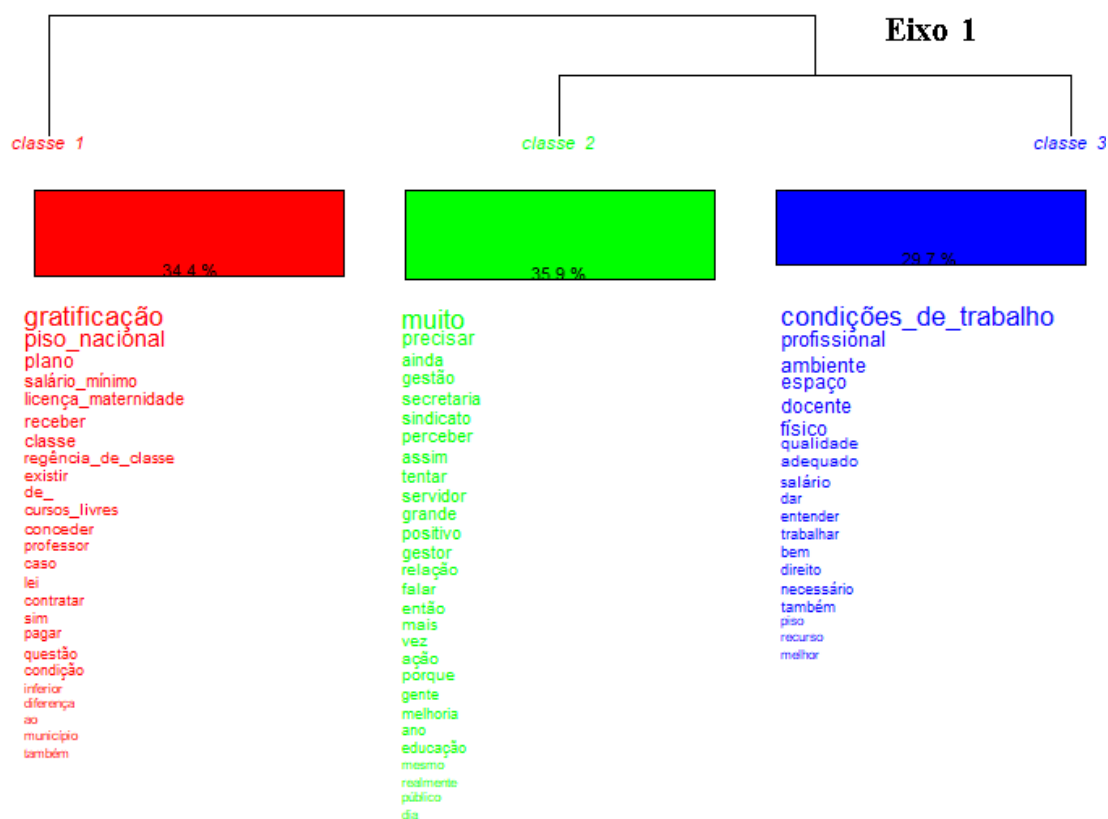 Eixo 1
classe 1
classe 2
classe 3
34.4 %
35.9 %
29.7 %
gratificação
piso_nacional
plano
salário_mínimo
licença_maternidade
receber
classe
regência_de_classe
existir
de_
cursos_livres
conceder
professor
caso
lei
contratar
sim
pagar
questão
condição
inferior
diferença
ao
município
também
muito
precisar
ainda
gestão
secretaria
sindicato
perceber
assim
tentar
servidor
grande
positivo
gestor
relação
falar
então
mais
vez
ação
porque
gente
melhoria
ano
educação
mesmo
realmente
público
dia
condições_de_trabalho
profissional
ambiente
espaço
docente
físico
qualidade
adequado
salário
dar
entender
trabalhar
bem
direito
necessário
também
piso
recurso
melhor